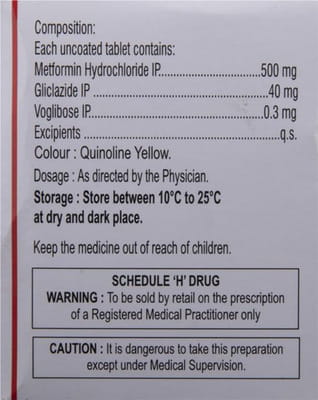 Composition:
Each uncoated tablet contains:
Metformin Hydrochloride IP.............................500 mg
Gliclazide IP ..................................................40 mg
Voglibose IP...................................................0.3 mg
Excipients .......................................................q.s.
Colour : Quinoline Yellow.
Dosage : As directed by the Physician.
Storage : Store between 10°C to 25°C
at dry and dark place.
Keep the medicine out of reach of children.
SCHEDULE 'H' DRUG
WARNING : To be sold by retail on the prescription
of a Registered Medical Practitioner only
CAUTION : It is dangerous to take this preparation
except under Medical Supervision.